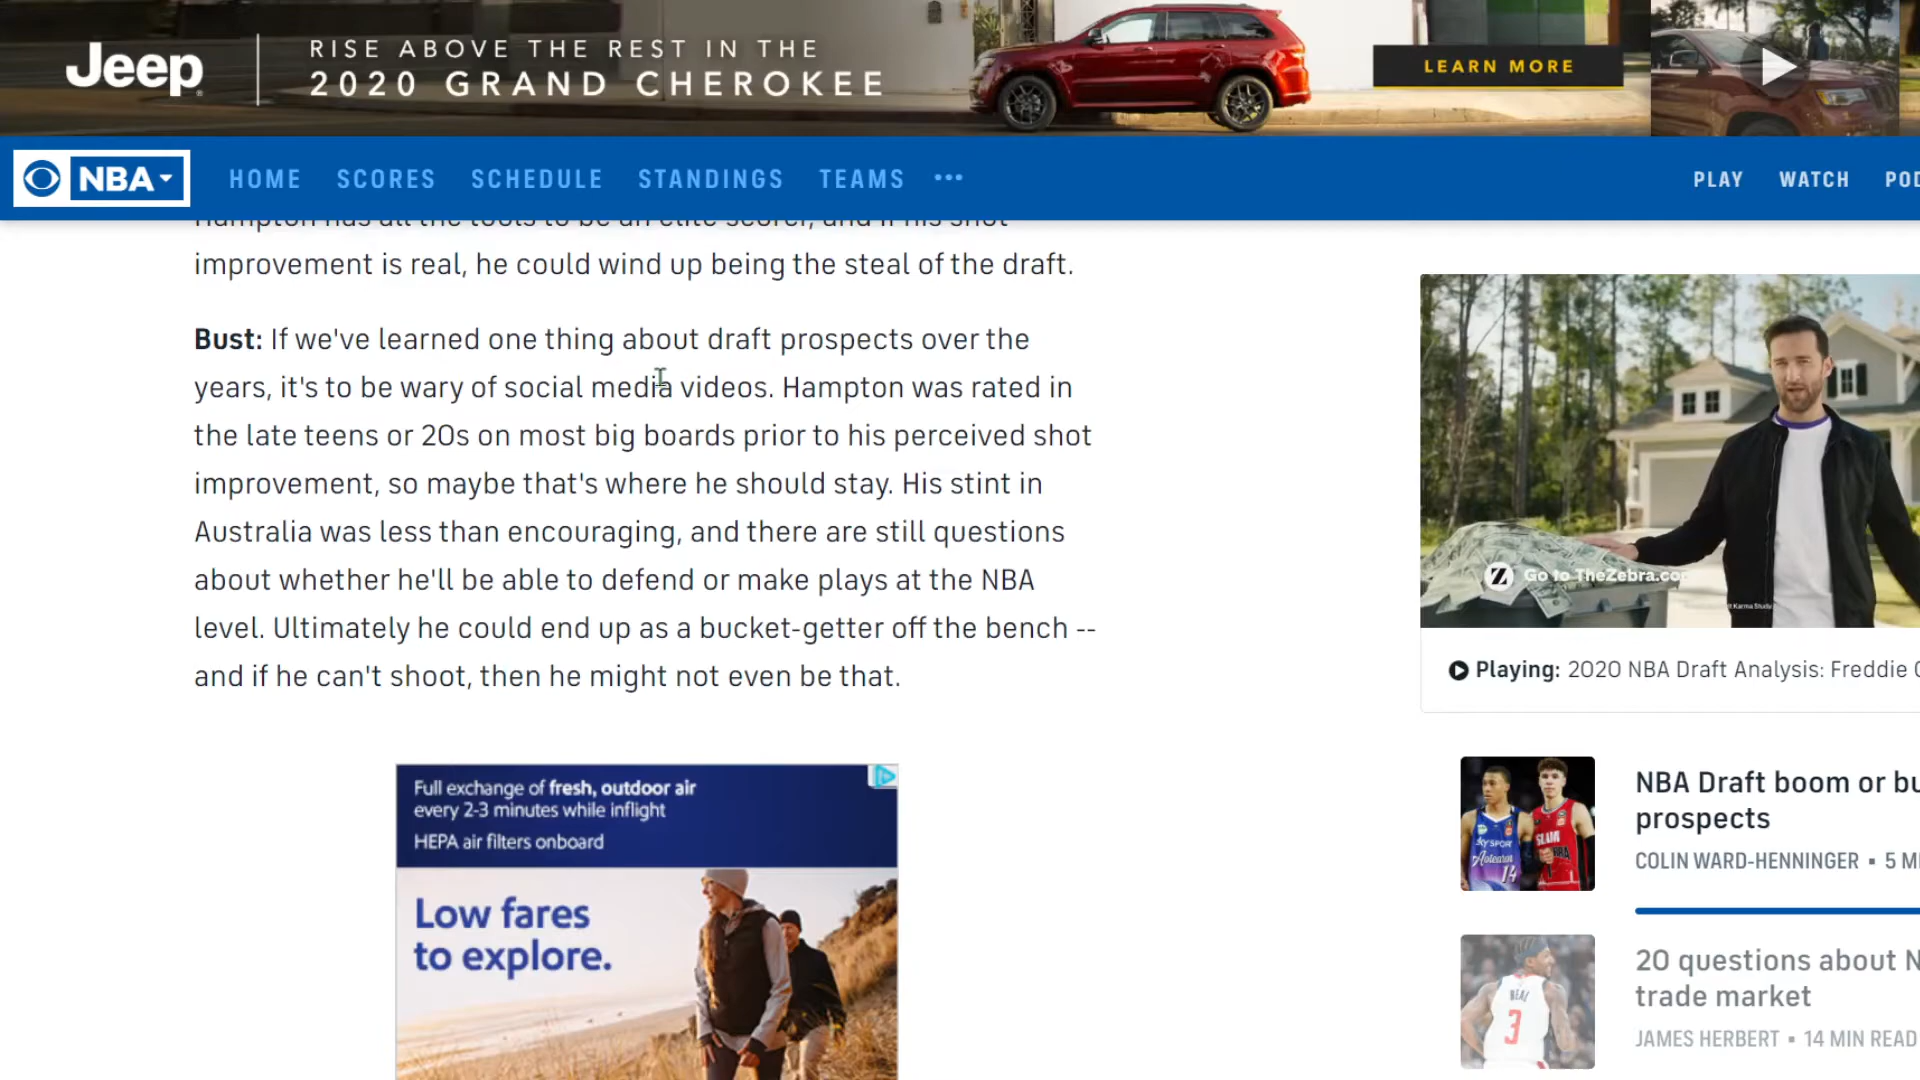 Jeep
RISE ABOVE THE REST IN THE
2020 GRAND CHEROKEE
LEARN MORE
NBA
HOME
SCORES
SCHEDULE
STANDINGS
TEAMS
•••
PLAY
WATCH
Hampton has all the tools to be an elite scorer, and if his shot
improvement is real, he could wind up being the steal of the draft.
Bust: If we've learned one thing about draft prospects over the
years, it's to be wary of social media videos. Hampton was rated in
the late teens or 20s on most big boards prior to his perceived shot
improvement, so maybe that's where he should stay. His stint in
Australia was less than encouraging, and there are still questions
about whether he'll be able to defend or make plays at the NBA
level. Ultimately he could end up as a bucket-getter off the bench --
and if he can't shoot, then he might not even be that.
Go to TheZebra.co
Playing: 2020 NBA Draft Analysis: Freddie
NBA Draft boom or bu
prospects
COLIN WARD-HENNINGER ▪ 5 M
20 questions about N
trade market
JAMES HERBERT ▪ 14 MIN READ
Full exchange of fresh, outdoor air
every 2-3 minutes while inflight
HEPA air filters onboard
Low fares
to explore.
SKY SPORT
Aotearoa
14
SLAM
REAL
3